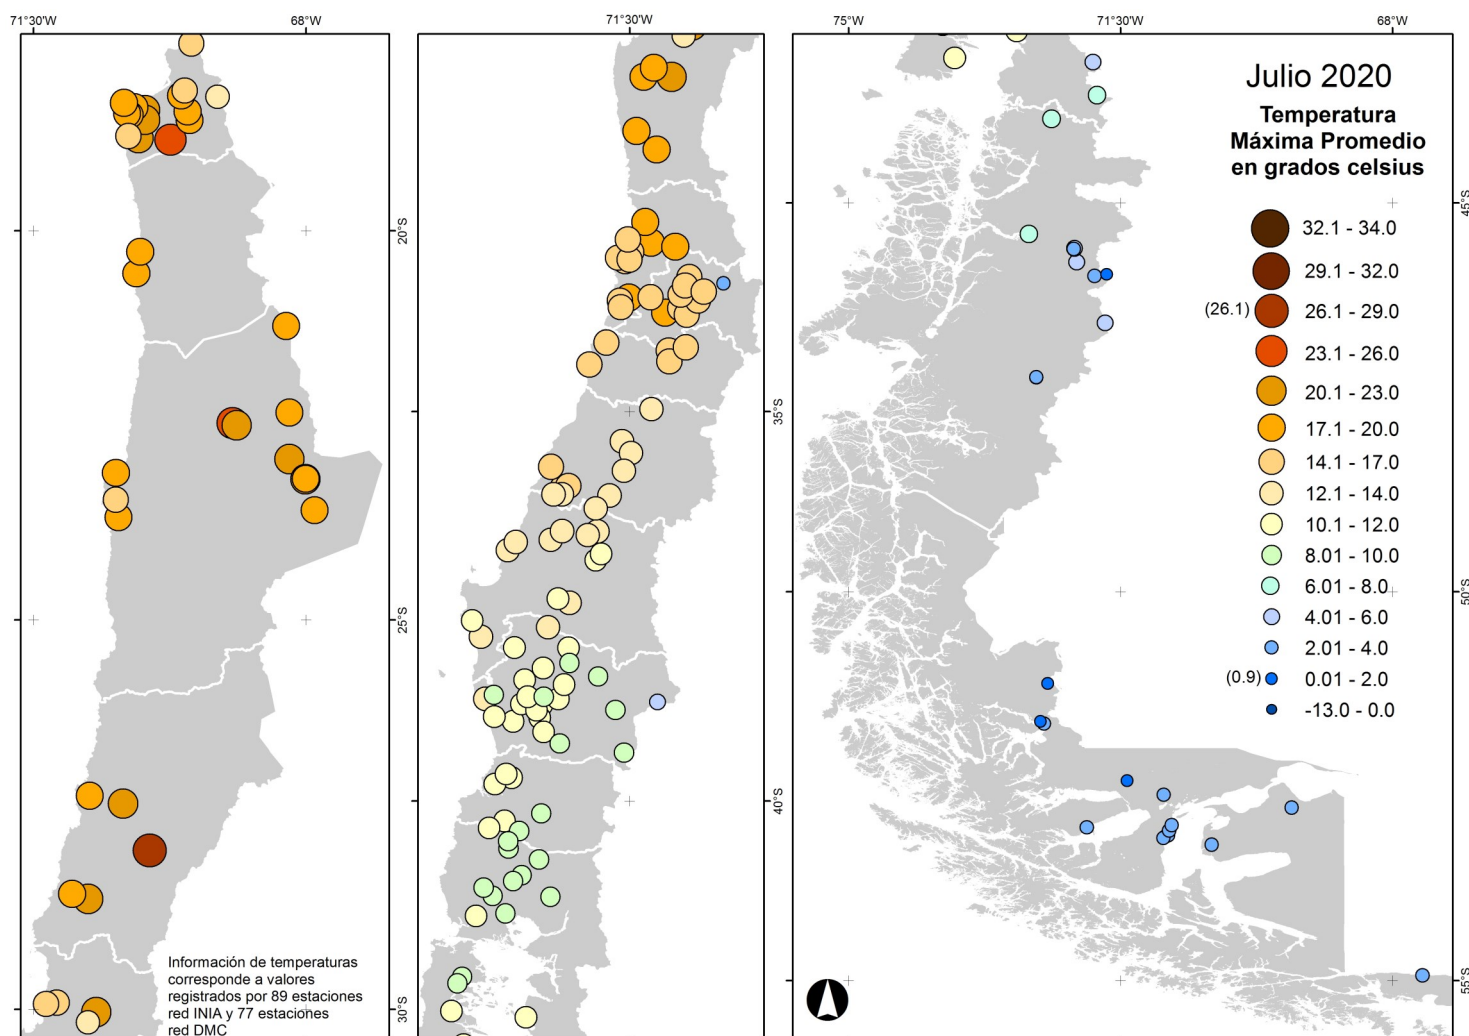 71°30'W
68°W
71°30'W
75°W
71°30'W
68°W
20°S
25°S
30°S
35°S
40°S
45°S
50°S
55°S
Julio 2020
Temperatura
Máxima Promedio
en grados celsius
32.1 - 34.0
29.1 - 32.0
(26.1) 26.1 - 29.0
23.1 - 26.0
20.1 - 23.0
17.1 - 20.0
14.1 - 17.0
12.1 - 14.0
10.1 - 12.0
8.01 - 10.0
6.01 - 8.0
4.01 - 6.0
2.01 - 4.0
(0.9) 0.01 - 2.0
-13.0 - 0.0
Información de temperaturas
corresponde a valores
registrados por 89 estaciones
red INIA y 77 estaciones
red DMC